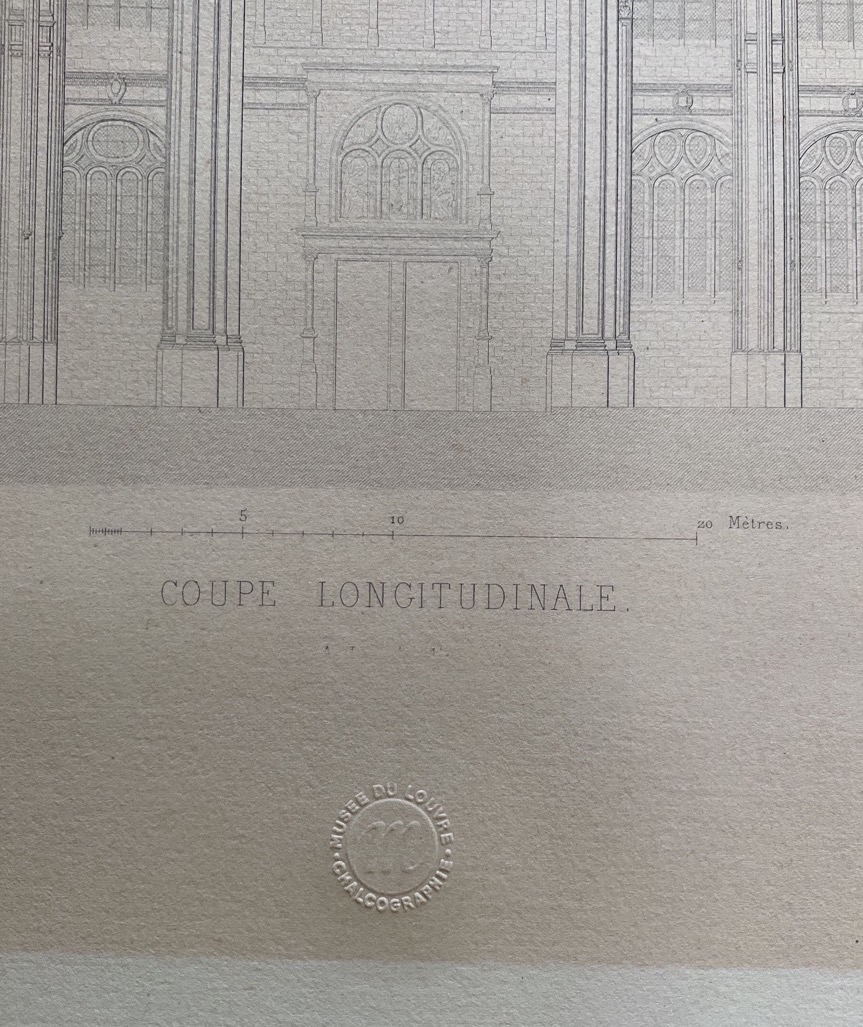 5 10 20 Mètres.
COUPE LONGITUDINALE.
MUSÉE DU LOUVRE
CHALCOGRAPHIE